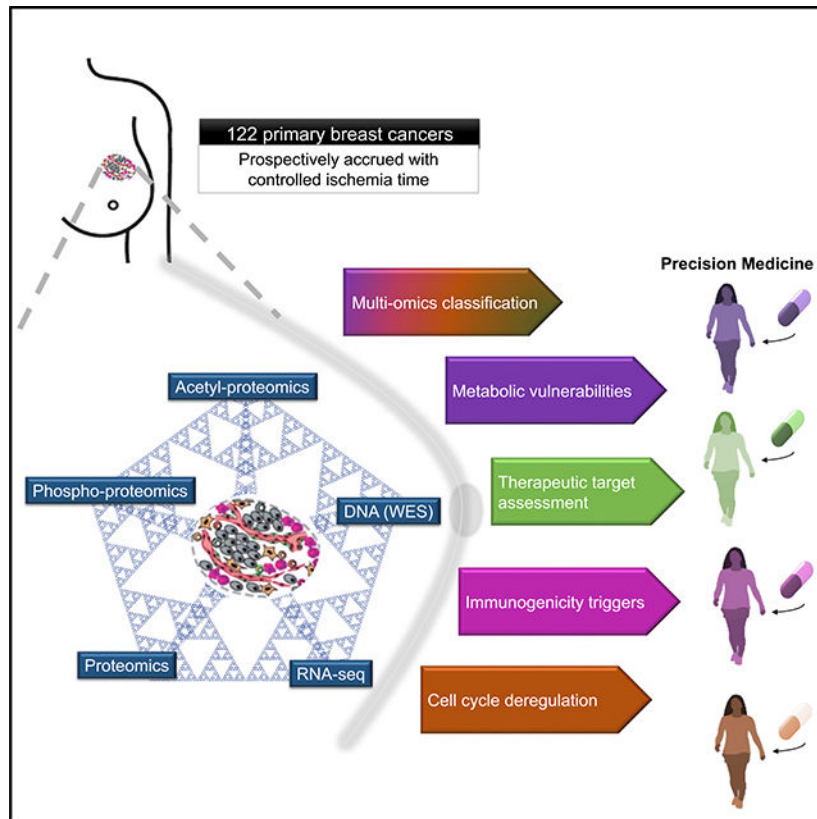 122 primary breast cancers
Prospectively accrued with
controlled ischemia time
Precision Medicine
Multi-omics classification
Metabolic vulnerabilities
Acetyl-proteomics
Phospho-proteomics
DNA (WES)
Therapeutic target
assessment
Immunogenicity triggers
Proteomics
RNA-seq
Cell cycle deregulation